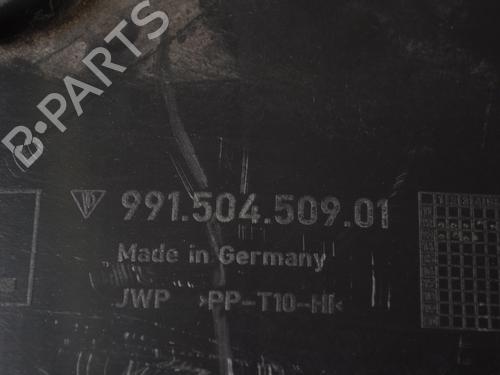 B-PARTS
991.504.509.01
Made in Germany
JWP >PP-T10-HI<